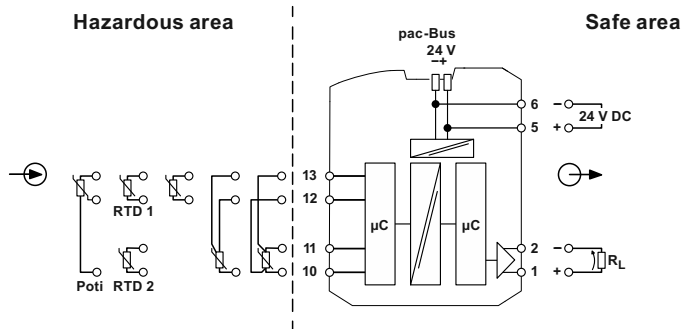 Hazardous area
Safe area
pac-Bus
24 V
−+
6 −
24 V DC
5 +
13
12
RTD 1
µC
µC
11
10
2 −
R_L
1 +
Poti RTD 2